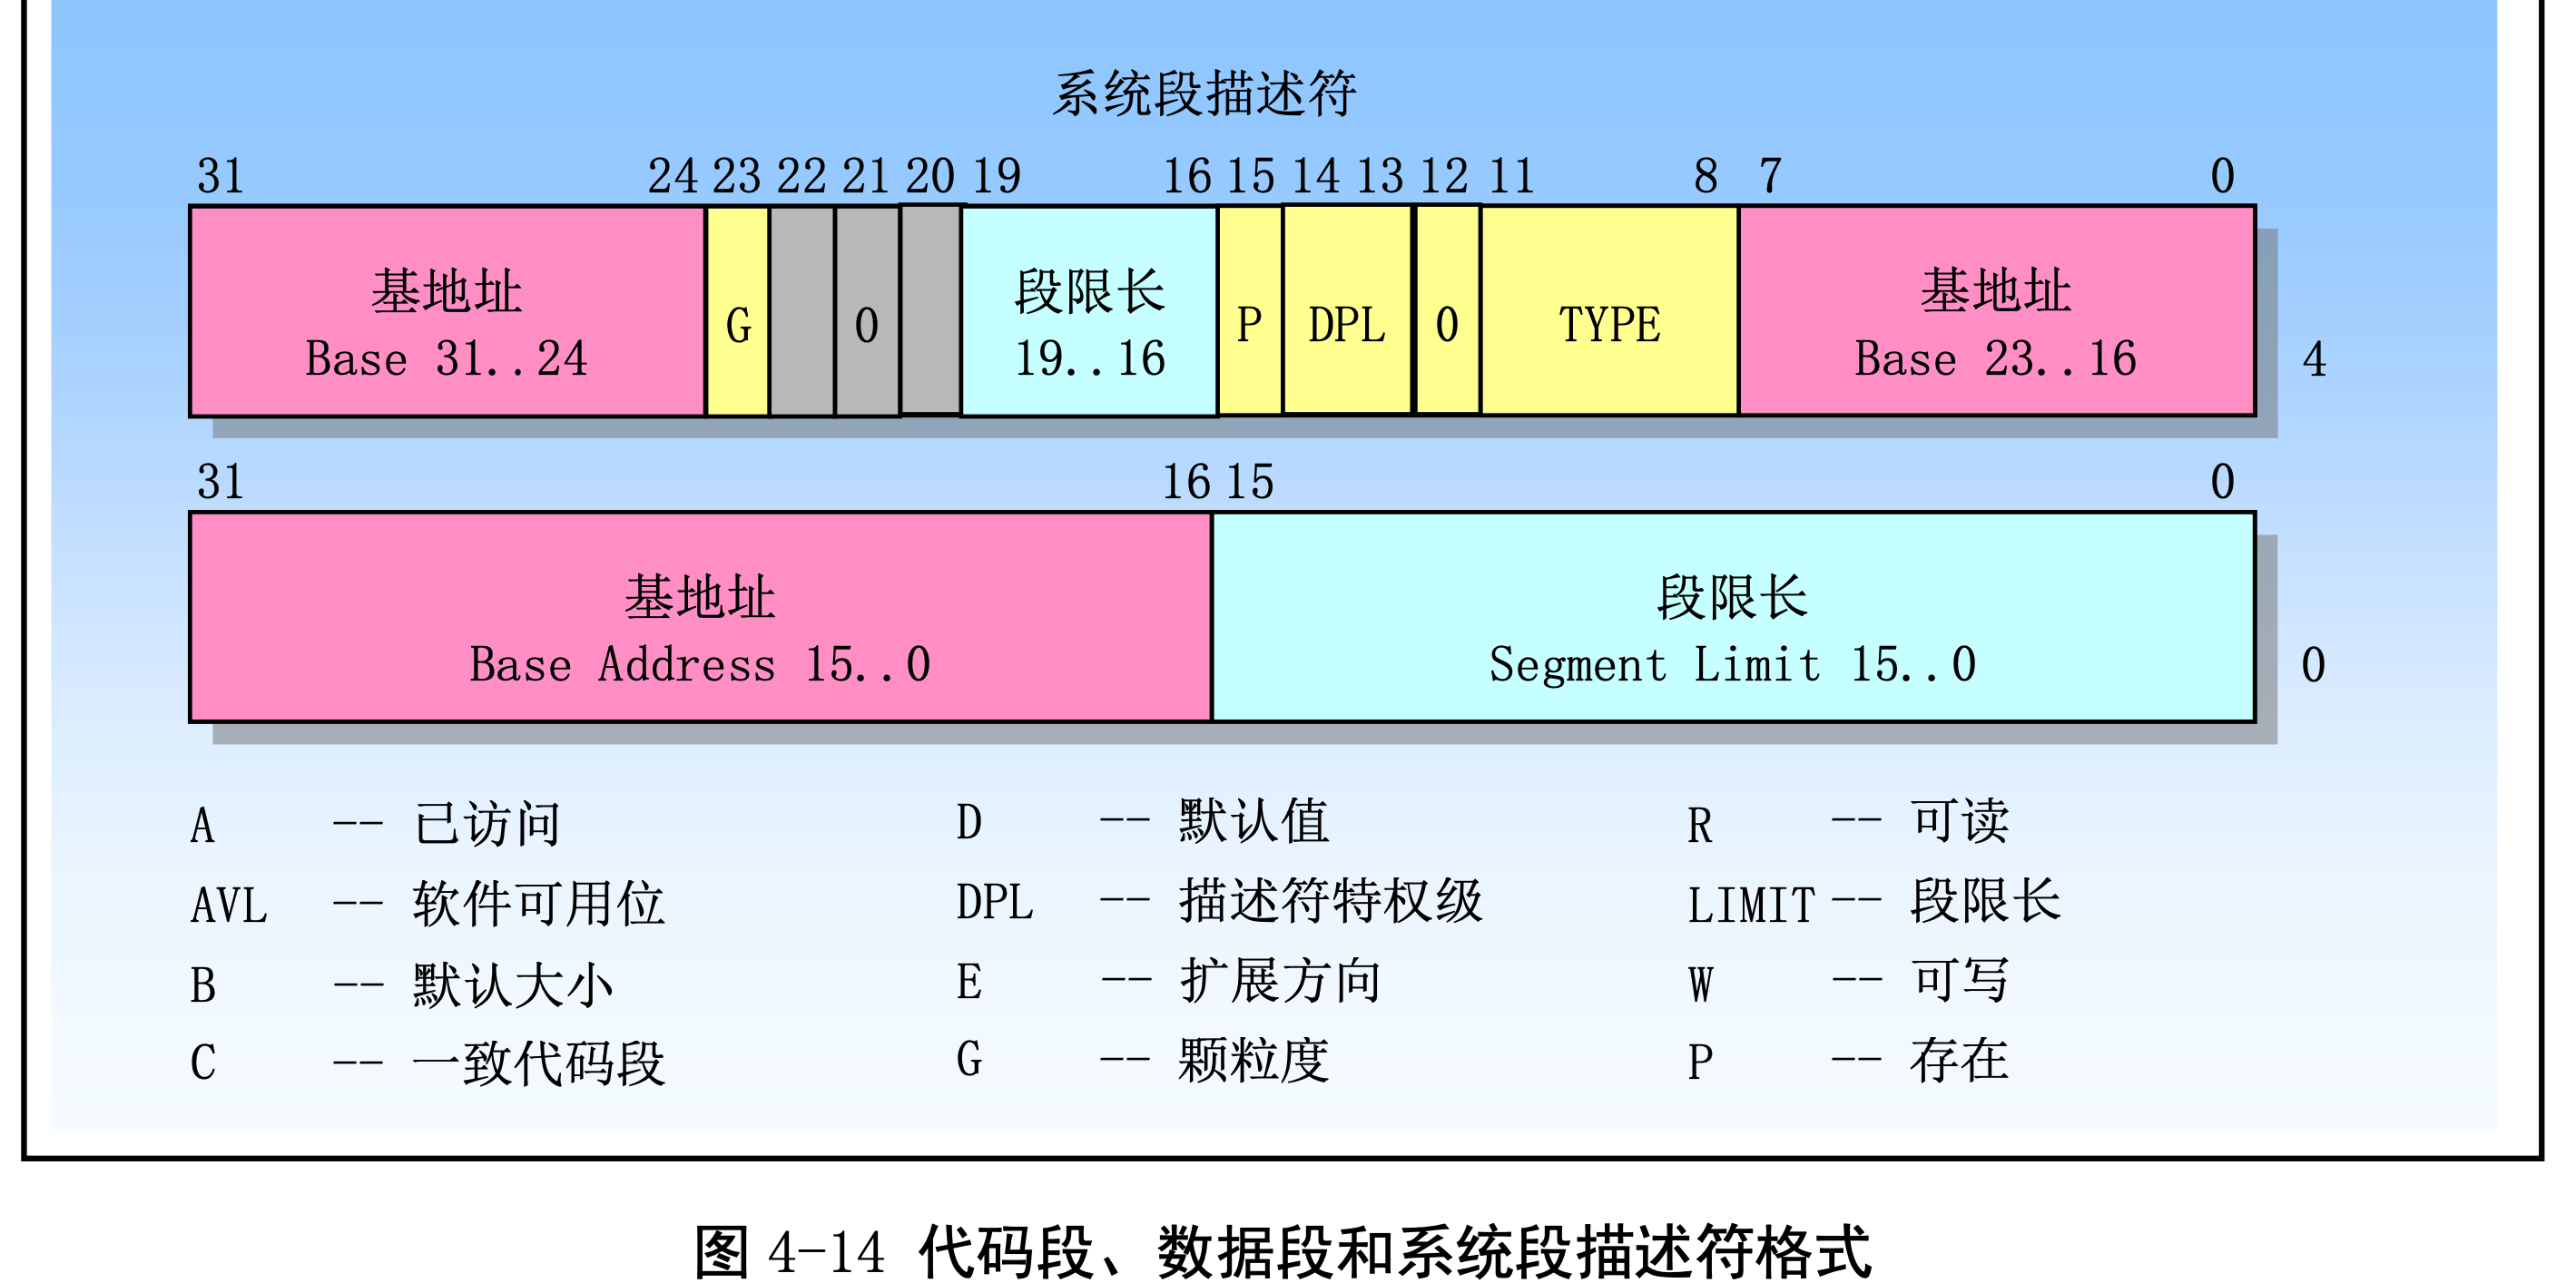 系统段描述符
31 24 23 22 21 20 19 16 15 14 13 12 11 8 7 0
基地址 段限长 基地址
G 0 P DPL 0 TYPE
Base 31..24 19..16 Base 23..16 4
31 16 15 0
基地址 段限长
Base Address 15..0 Segment Limit 15..0 0
A -- 已访问 D -- 默认值 R -- 可读
AVL -- 软件可用位 DPL -- 描述符特权级 LIMIT -- 段限长
B -- 默认大小 E -- 扩展方向 W -- 可写
C -- 一致代码段 G -- 颗粒度 P -- 存在
图 4-14 代码段、数据段和系统段描述符格式